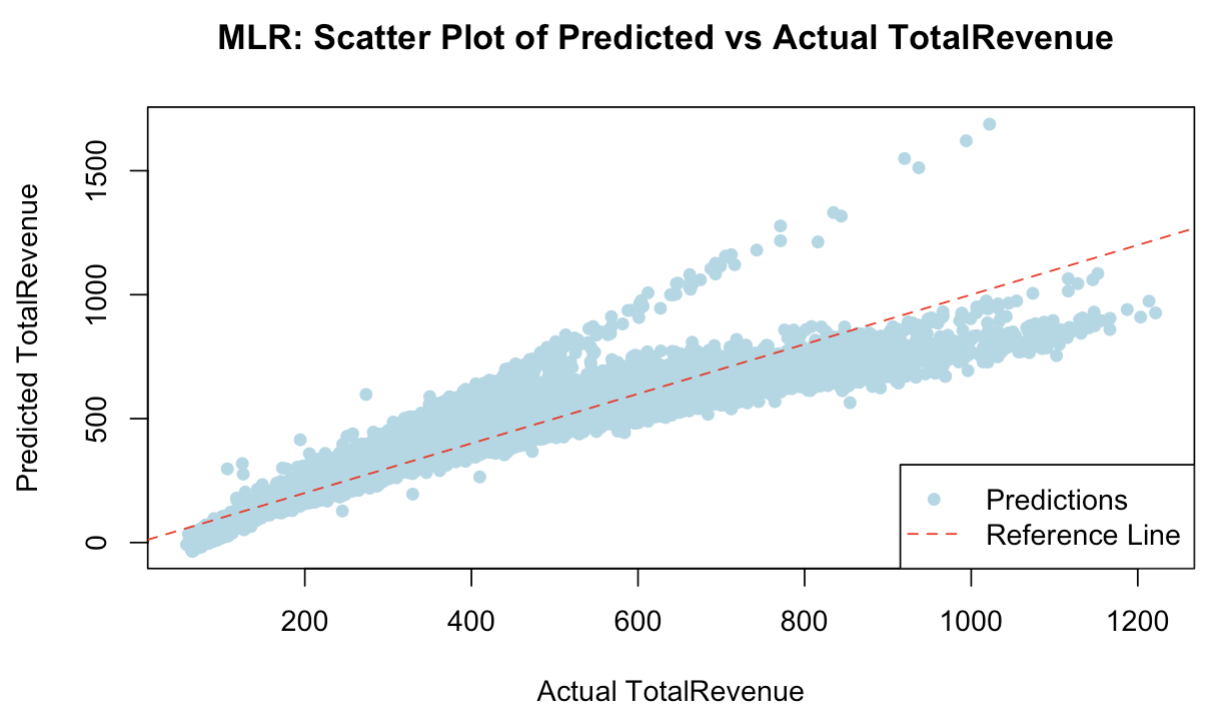 MLR: Scatter Plot of Predicted vs Actual TotalRevenue
Predicted TotalRevenue
1500
1000
500
0
Predictions
Reference Line
200 400 600 800 1000 1200
Actual TotalRevenue